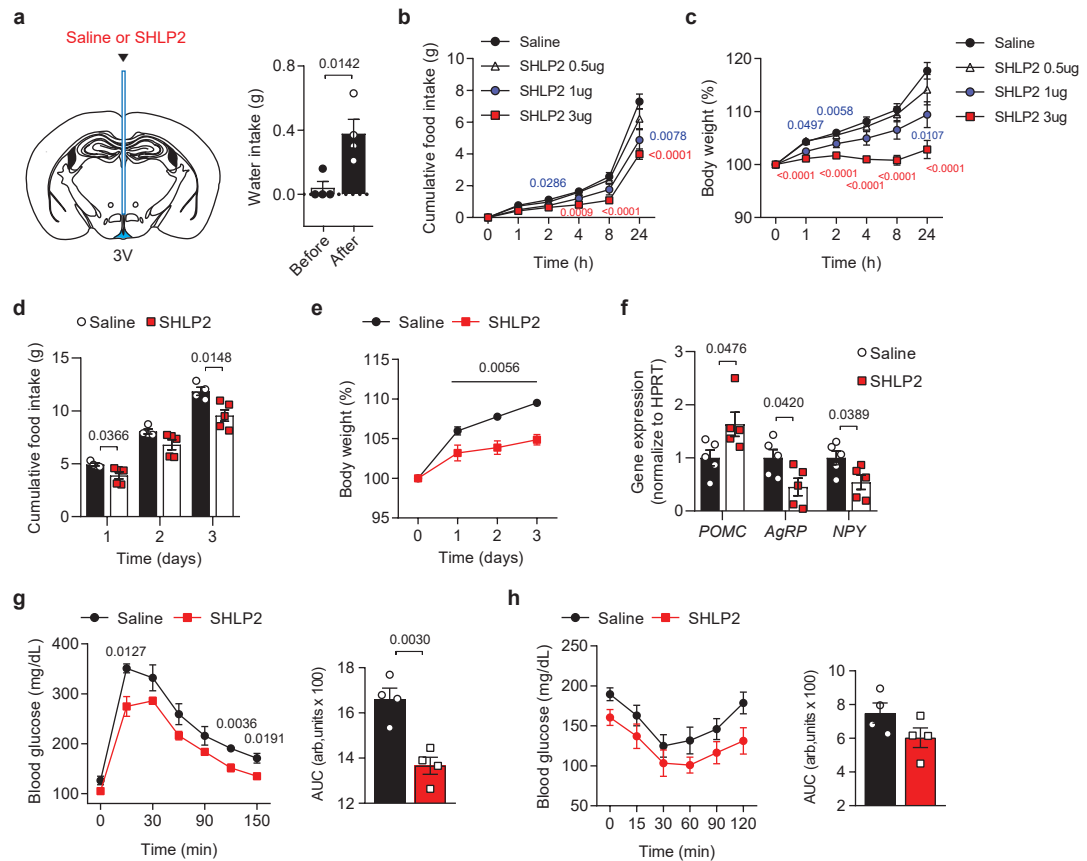 a
Saline or SHLP2
3V
Water intake (g)
0.8
0.4
0.0
0.0142
Before
After
b
Saline
SHLP2 0.5ug
SHLP2 1ug
SHLP2 3ug
Cumulative food intake (g)
10
8
6
4
2
0
0.0286
0.0009
<0.0001
0.0078
<0.0001
0 1 2 4 8 24
Time (h)
c
Saline
SHLP2 0.5ug
SHLP2 1ug
SHLP2 3ug
Body weight (%)
120
110
100
90
0.0497
0.0058
0.0107
<0.0001
<0.0001
<0.0001
<0.0001
<0.0001
0 1 2 4 8 24
Time (h)
d
Saline SHLP2
Cumulative food intake (g)
15
10
5
0
0.0366
0.0148
1 2 3
Time (days)
e
Saline SHLP2
Body weight (%)
115
110
105
100
95
0.0056
0 1 2 3
Time (days)
f
Saline
SHLP2
Gene expression
(normalize to HPRT)
3
2
1
0
0.0476
0.0420
0.0389
POMC AgRP NPY
g
Saline SHLP2
Blood glucose (mg/dL)
400
300
200
100
0.0127
0.0036
0.0191
0 30 90 150
Time (min)
AUC (arb,units x 100)
18
16
14
12
0.0030
h
Saline SHLP2
Blood glucose (mg/dL)
250
200
150
100
50
0 15 30 60 90 120
Time (min)
AUC (arb,units x 100)
10
8
6
4
2